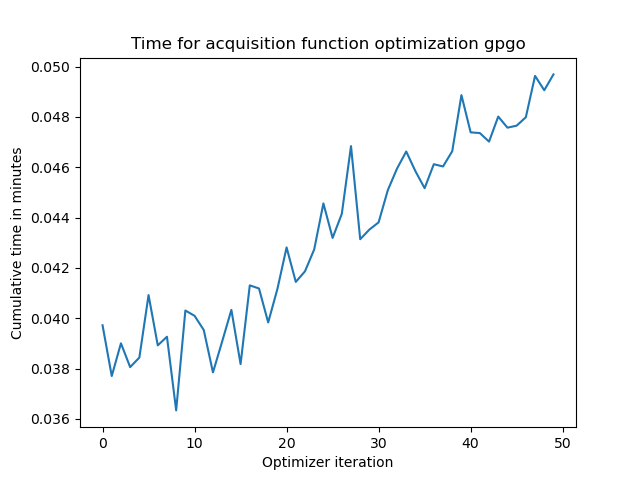 Time for acquisition function optimization gpgo
Cumulative time in minutes
0.050
0.048
0.046
0.044
0.042
0.040
0.038
0.036
0 10 20 30 40 50
Optimizer iteration